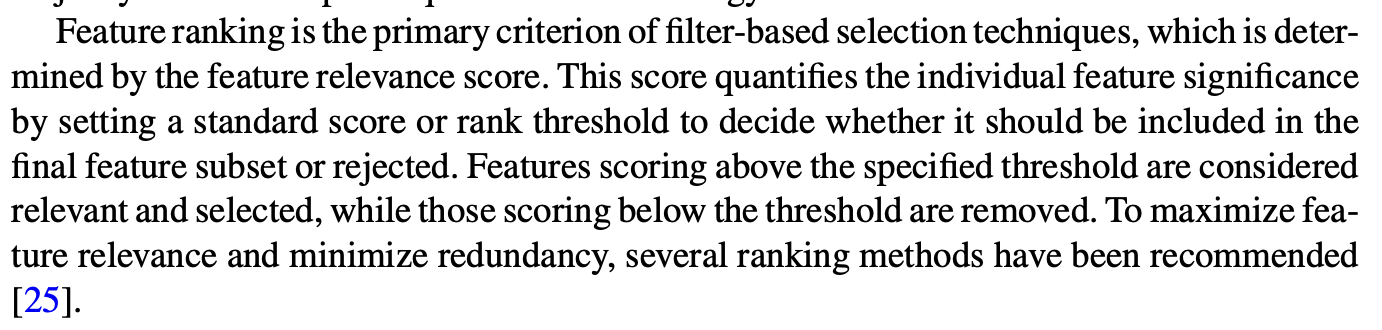 Feature ranking is the primary criterion of filter-based selection techniques, which is deter-
mined by the feature relevance score. This score quantifies the individual feature significance
by setting a standard score or rank threshold to decide whether it should be included in the
final feature subset or rejected. Features scoring above the specified threshold are considered
relevant and selected, while those scoring below the threshold are removed. To maximize fea-
ture relevance and minimize redundancy, several ranking methods have been recommended
[25].